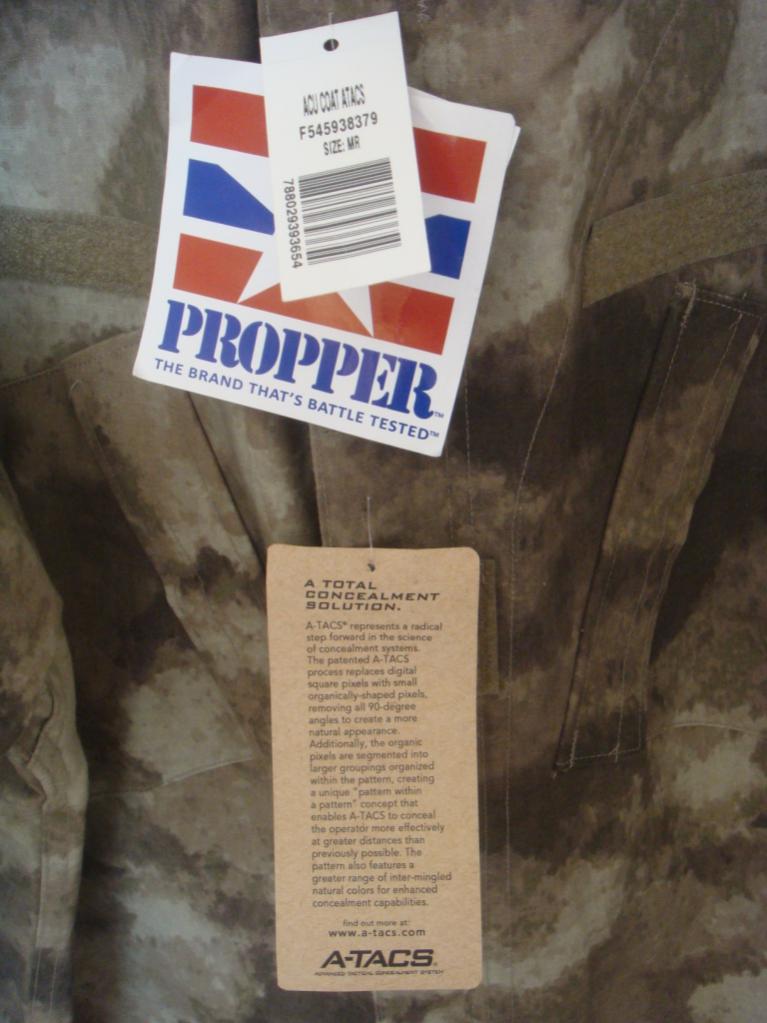 ACU COAT ATACS
F545938379
SIZE: MR
788029393654
PROPPER™
THE BRAND THAT'S BATTLE TESTED™
A TOTAL
CONCEALMENT
SOLUTION.
A-TACS® represents a radical
step forward in the science
of concealment systems.
The patented A-TACS
process replaces digital
square pixels with small
organically-shaped pixels,
removing all 90-degree
angles to create a more
natural appearance.
Additionally, the organic
pixels are segmented into
larger groupings organized
within the pattern, creating
a unique "pattern within
a pattern" concept that
enables A-TACS to conceal
the operator more effectively
at greater distances than
previously possible. The
pattern also features a
greater range of inter-mingled
natural colors for enhanced
concealment capabilities.
find out more at:
www.a-tacs.com
A-TACS®
ADVANCED TACTICAL CONCEALMENT SYSTEM